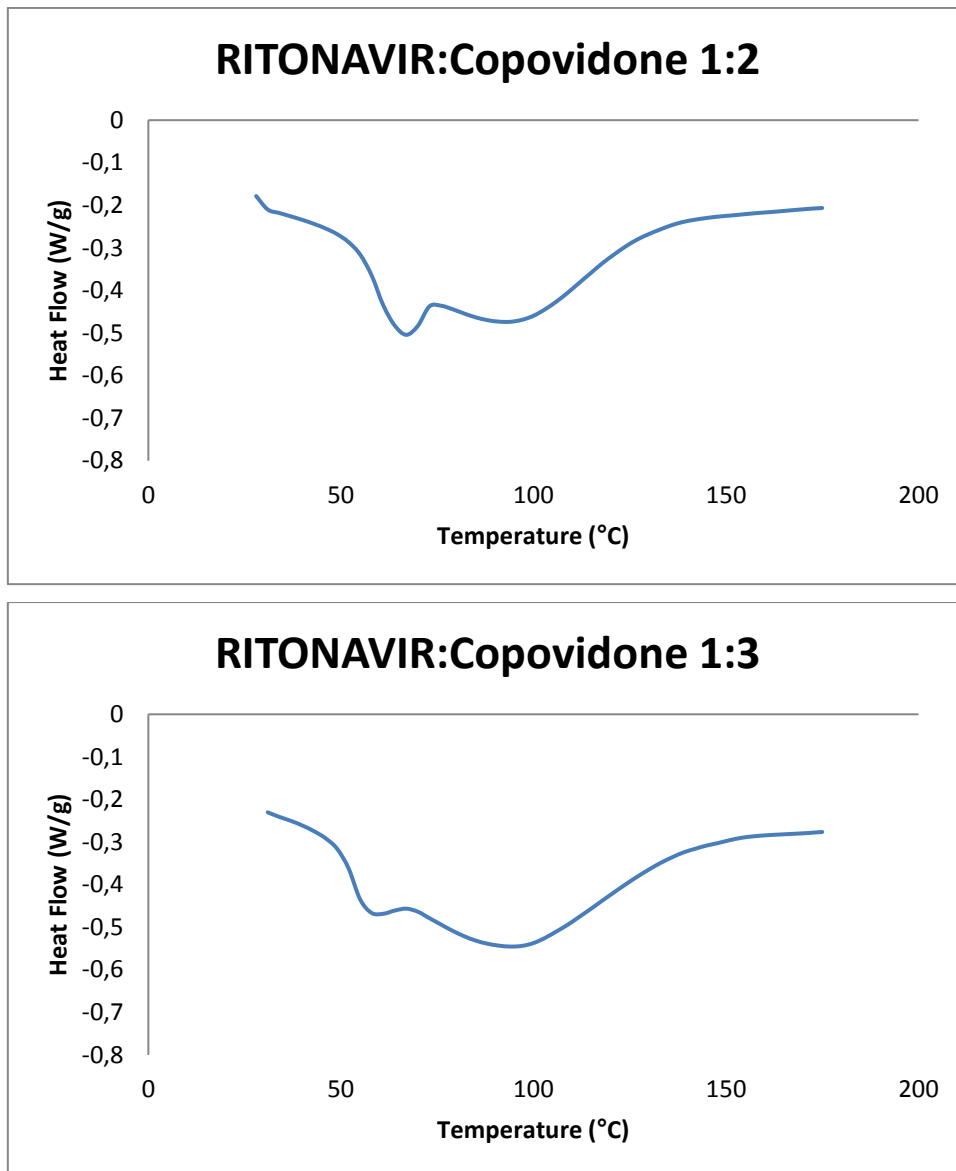 RITONAVIR:Copovidone 1:2
0
-0,1
-0,2
-0,3
-0,4
-0,5
-0,6
-0,7
-0,8
Heat Flow (W/g)
0 50 100 150 200
Temperature (°C)
RITONAVIR:Copovidone 1:3
0
-0,1
-0,2
-0,3
-0,4
-0,5
-0,6
-0,7
-0,8
Heat Flow (W/g)
0 50 100 150 200
Temperature (°C)